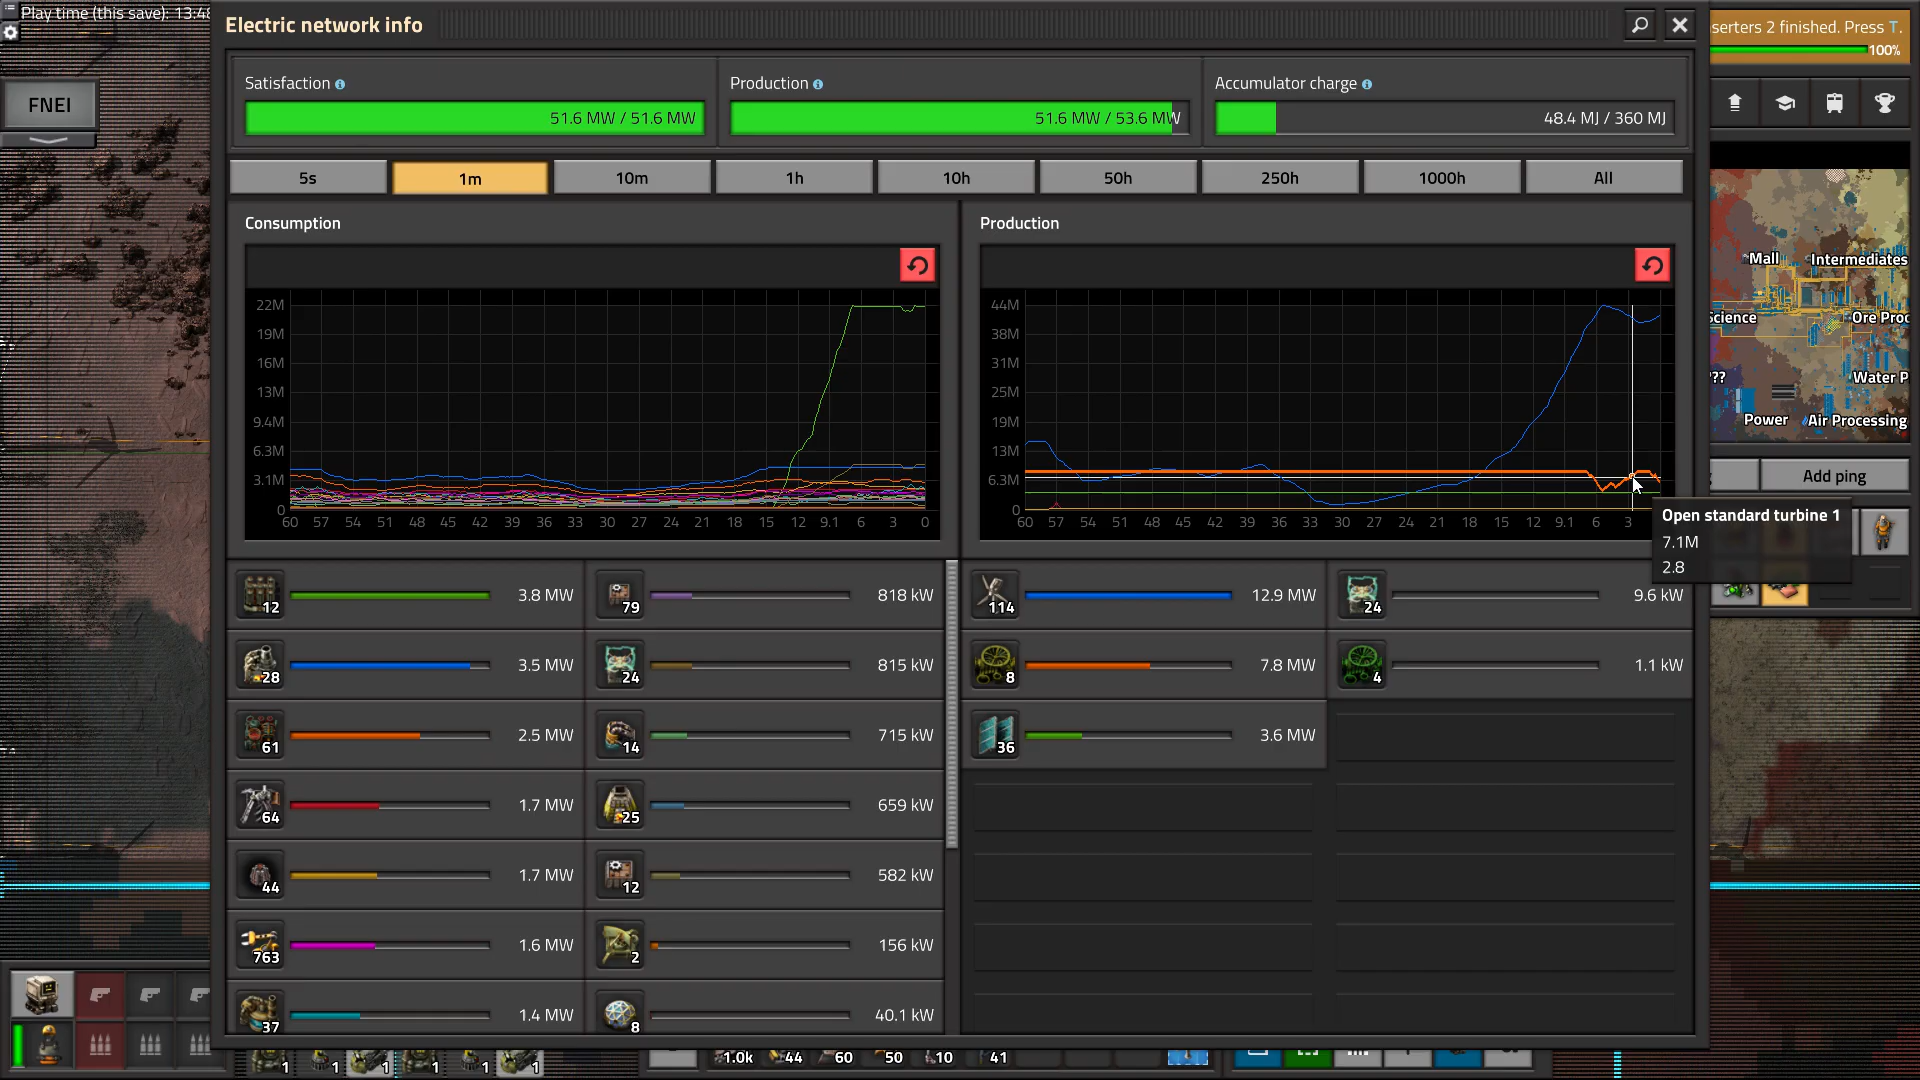 Play time (this save): 13:48
Electric network info
serters 2 finished. Press T.
100%
FNEI
Satisfaction
51.6 MW / 51.6 MW
Production
51.6 MW / 53.6 MW
Accumulator charge
48.4 MJ / 360 MJ
5s
1m
10m
1h
10h
50h
250h
1000h
All
Consumption
22M
19M
16M
13M
9.4M
6.3M
3.1M
0
60 57 54 51 48 45 42 39 36 33 30 27 24 21 18 15 12 9.1 6 3 0
Production
44M
38M
31M
25M
19M
13M
6.3M
0
60 57 54 51 48 45 42 39 36 33 30 27 24 21 18 15 12 9.1 6 3
Open standard turbine 1
7.1M
2.8
Mall
Intermediates
Science
Ore Proc
???
Water P
Power
Air Processing
Add ping
12 3.8 MW
79 818 kW
28 3.5 MW
24 815 kW
61 2.5 MW
14 715 kW
64 1.7 MW
25 659 kW
44 1.7 MW
12 582 kW
763 1.6 MW
2 156 kW
37 1.4 MW
8 40.1 kW
114 12.9 MW
24 9.6 kW
8 7.8 MW
4 1.1 kW
36 3.6 MW
1 1 1 1 1 1
1.0k 44 60 50 10 41